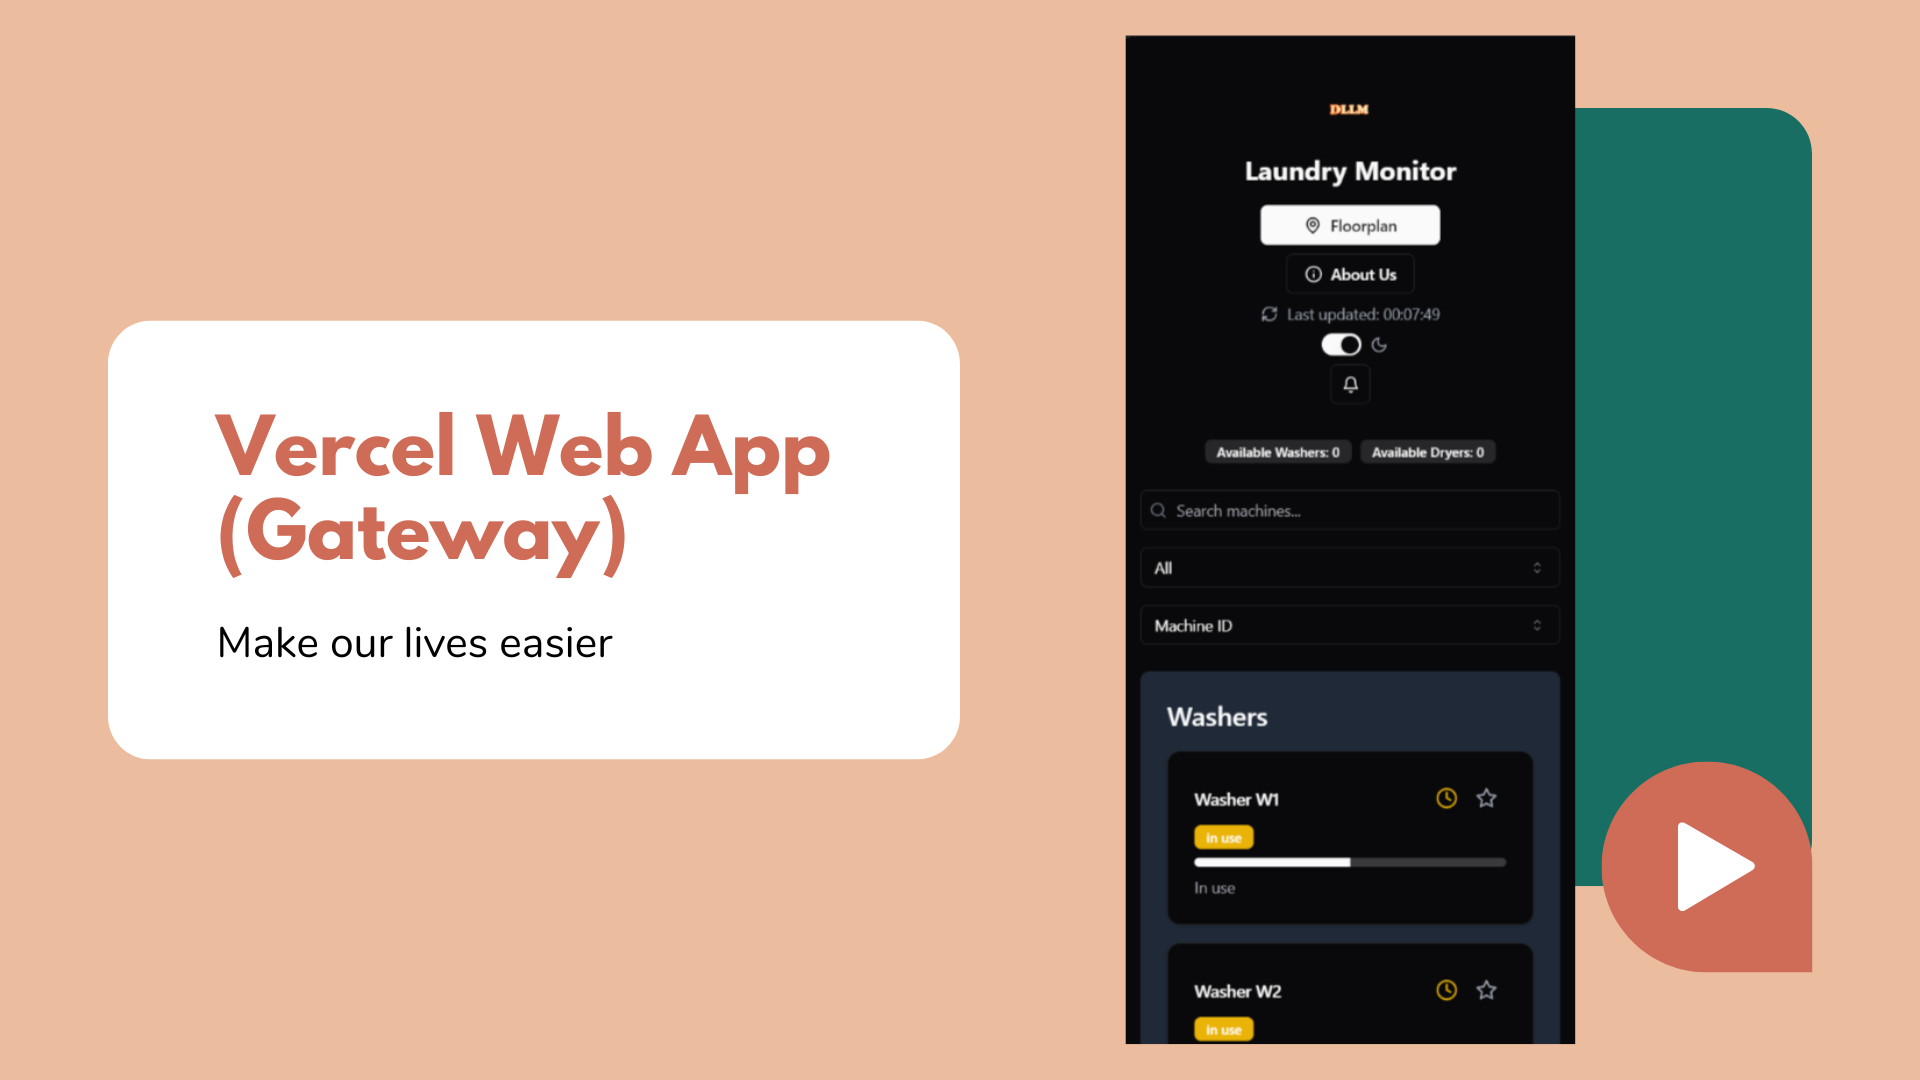 Vercel Web App
(Gateway)
Make our lives easier
DLLM
Laundry Monitor
Floorplan
About Us
Last updated: 00:07:49
Available Washers: 0
Available Dryers: 0
Search machines...
All
Machine ID
Washers
Washer W1
in use
In use
Washer W2
in use